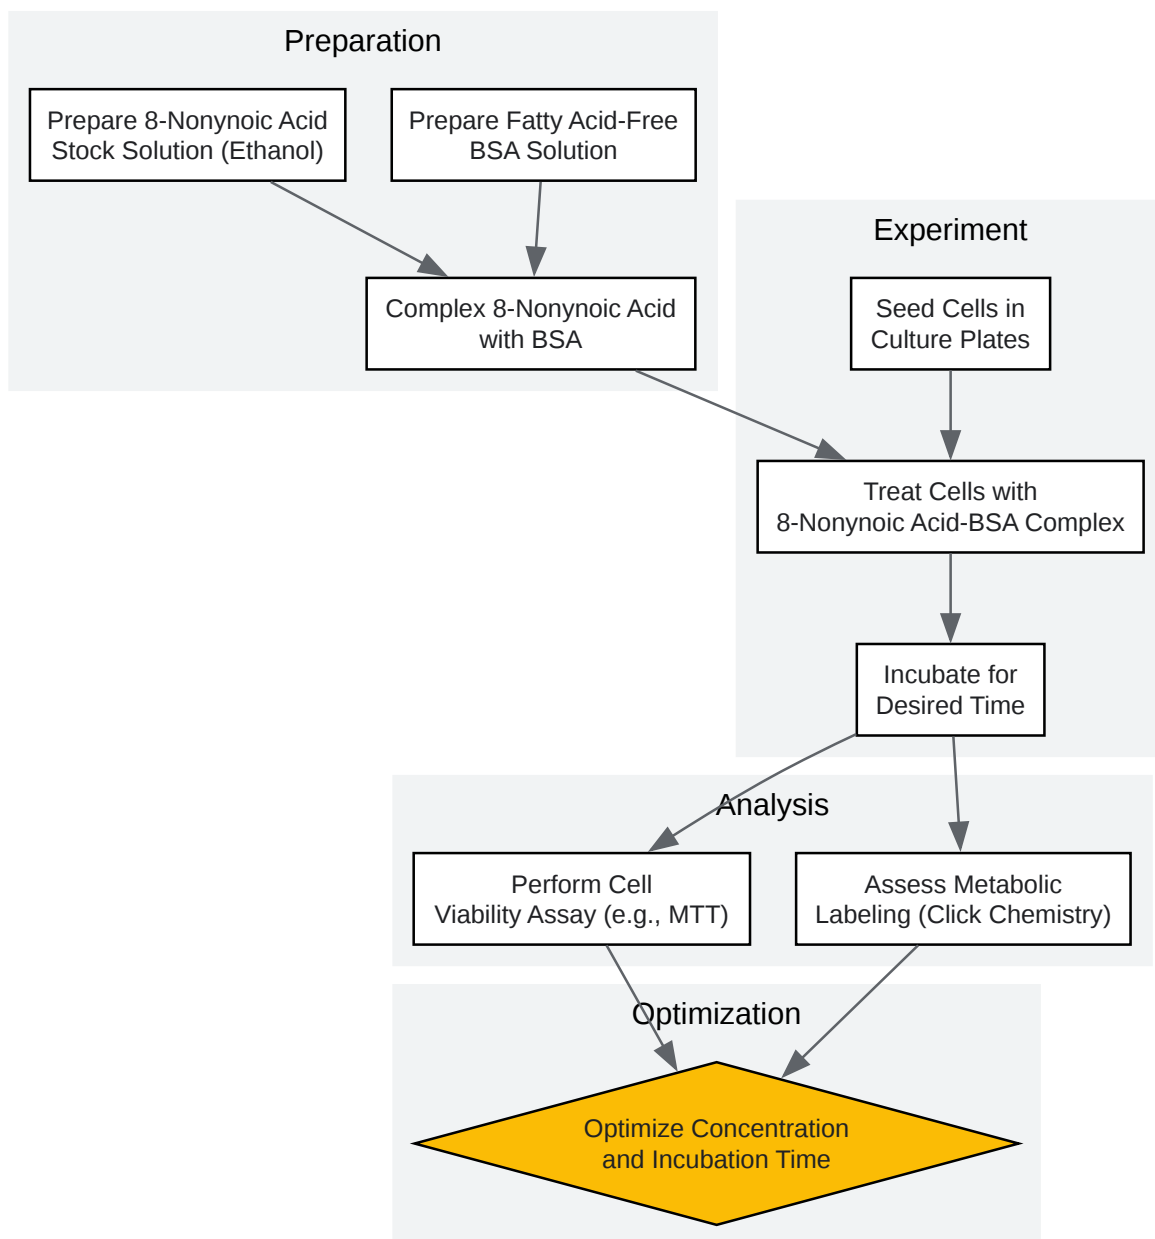 Preparation
Prepare 8-Nonynoic Acid
Stock Solution (Ethanol)
Prepare Fatty Acid-Free
BSA Solution
Complex 8-Nonynoic Acid
with BSA
Experiment
Seed Cells in
Culture Plates
Treat Cells with
8-Nonynoic Acid-BSA Complex
Incubate for
Desired Time
Analysis
Perform Cell
Viability Assay (e.g., MTT)
Assess Metabolic
Labeling (Click Chemistry)
Optimization
Optimize Concentration
and Incubation Time